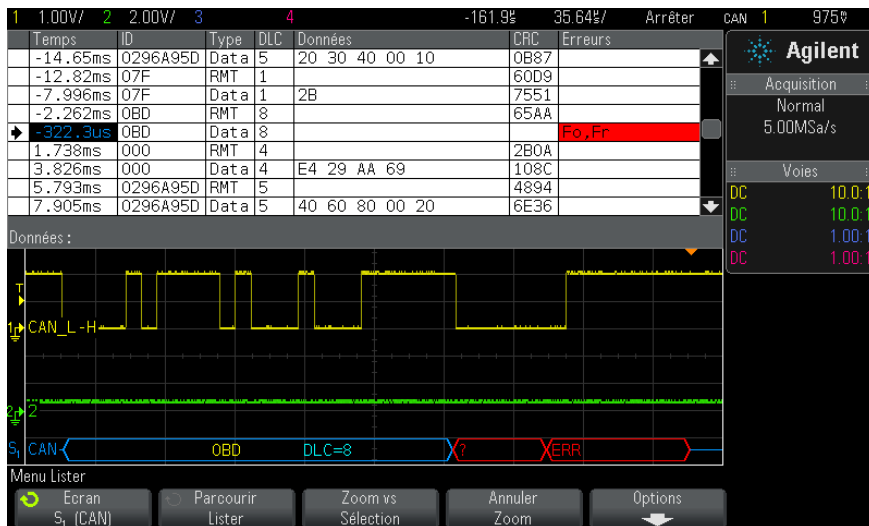 1 1.00V/ 2 2.00V/ 3 4 -161.9µs 35.64µs/ Arrêter CAN 1 975mV
Temps ID Type DLC Données CRC Erreurs
-14.65ms 0296A95D Data 5 20 30 40 00 10 0B87
-12.82ms 07F RMT 1 60D9
-7.996ms 07F Data 1 2B 7551
-2.262ms 0BD RMT 8 65AA
-322.3us 0BD Data 8 Fo,Fr
1.738ms 000 RMT 4 2B0A
3.826ms 000 Data 4 E4 29 AA 69 108C
5.793ms 0296A95D RMT 5 4894
7.905ms 0296A95D Data 5 40 60 80 00 20 6E36
Données :
Agilent
Acquisition
Normal
5.00MSa/s
Voies
DC 10.0:1
DC 10.0:1
DC 1.00:1
DC 1.00:1
T
1 CAN_L -H
2 2
S1 CAN 0BD DLC=8 ? ERR
Menu Lister
Ecran
S1 (CAN)
Parcourir
Lister
Zoom vs
Sélection
Annuler
Zoom
Options